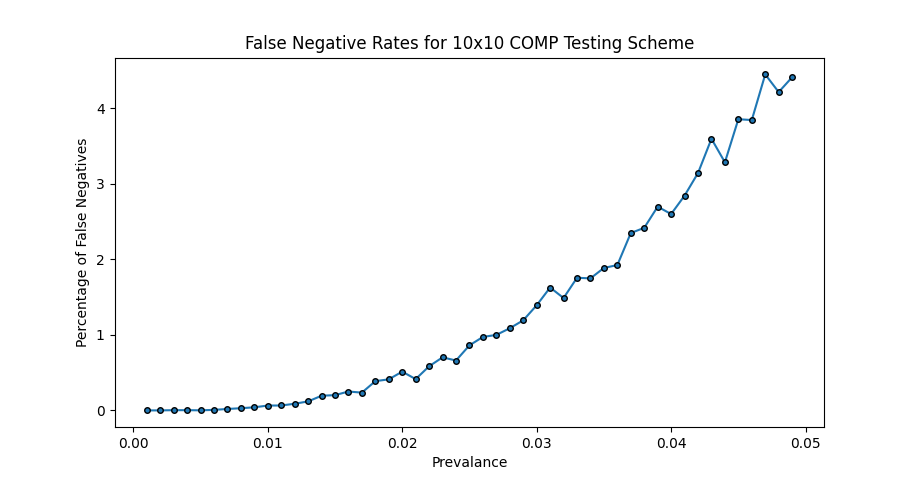 False Negative Rates for 10x10 COMP Testing Scheme
Percentage of False Negatives
4
3
2
1
0
0.00 0.01 0.02 0.03 0.04 0.05
Prevalance